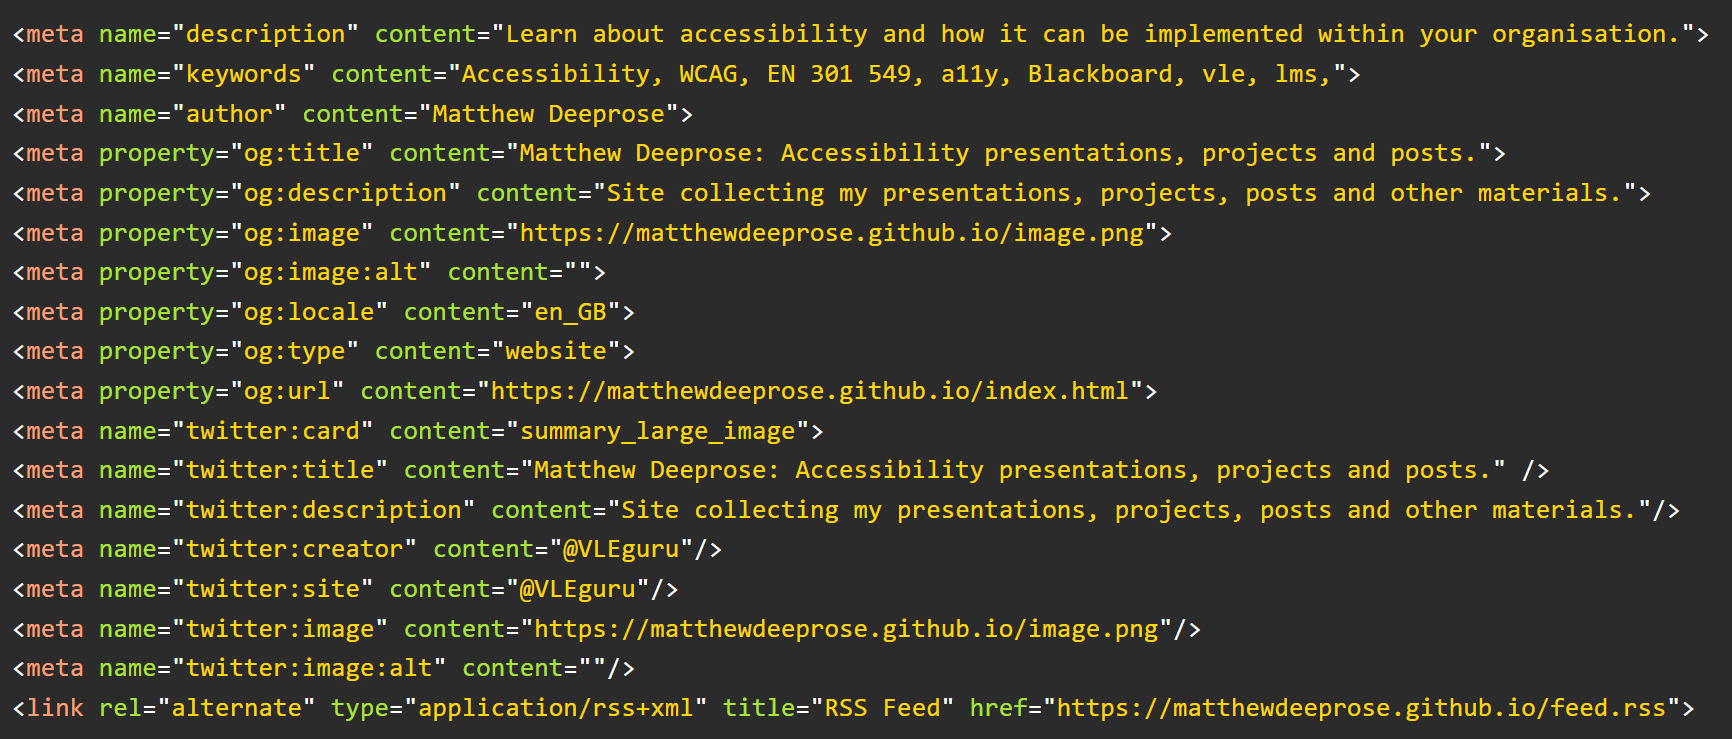 <meta name="description" content="Learn about accessibility and how it can be implemented within your organisation.">
<meta name="keywords" content="Accessibility, WCAG, EN 301 549, a11y, Blackboard, vle, lms,">
<meta name="author" content="Matthew Deeprose">
<meta property="og:title" content="Matthew Deeprose: Accessibility presentations, projects and posts.">
<meta property="og:description" content="Site collecting my presentations, projects, posts and other materials.">
<meta property="og:image" content="https://matthewdeeprose.github.io/image.png">
<meta property="og:image:alt" content="">
<meta property="og:locale" content="en_GB">
<meta property="og:type" content="website">
<meta property="og:url" content="https://matthewdeeprose.github.io/index.html">
<meta name="twitter:card" content="summary_large_image">
<meta name="twitter:title" content="Matthew Deeprose: Accessibility presentations, projects and posts." />
<meta name="twitter:description" content="Site collecting my presentations, projects, posts and other materials."/>
<meta name="twitter:creator" content="@VLEguru"/>
<meta name="twitter:site" content="@VLEguru"/>
<meta name="twitter:image" content="https://matthewdeeprose.github.io/image.png"/>
<meta name="twitter:image:alt" content=""/>
<link rel="alternate" type="application/rss+xml" title="RSS Feed" href="https://matthewdeeprose.github.io/feed.rss">